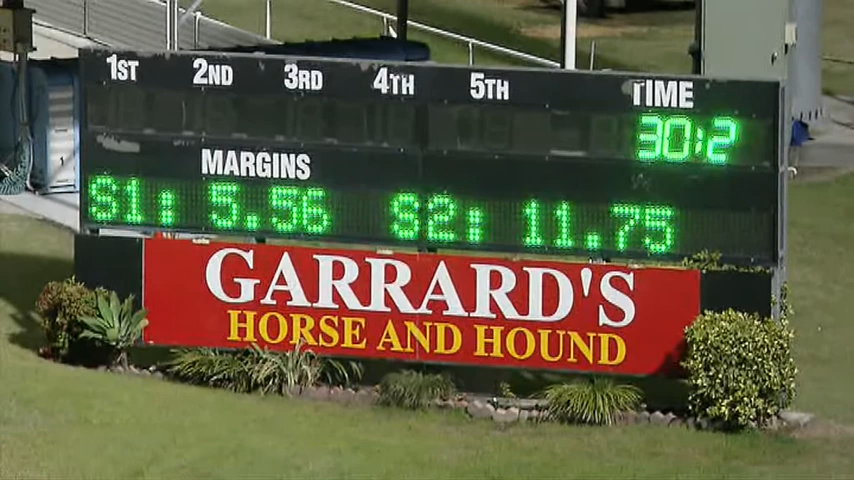 1ST 2ND 3RD 4TH 5TH TIME
30:2
MARGINS
S1: 5.56 S2: 11.75
GARRARD'S
HORSE AND HOUND